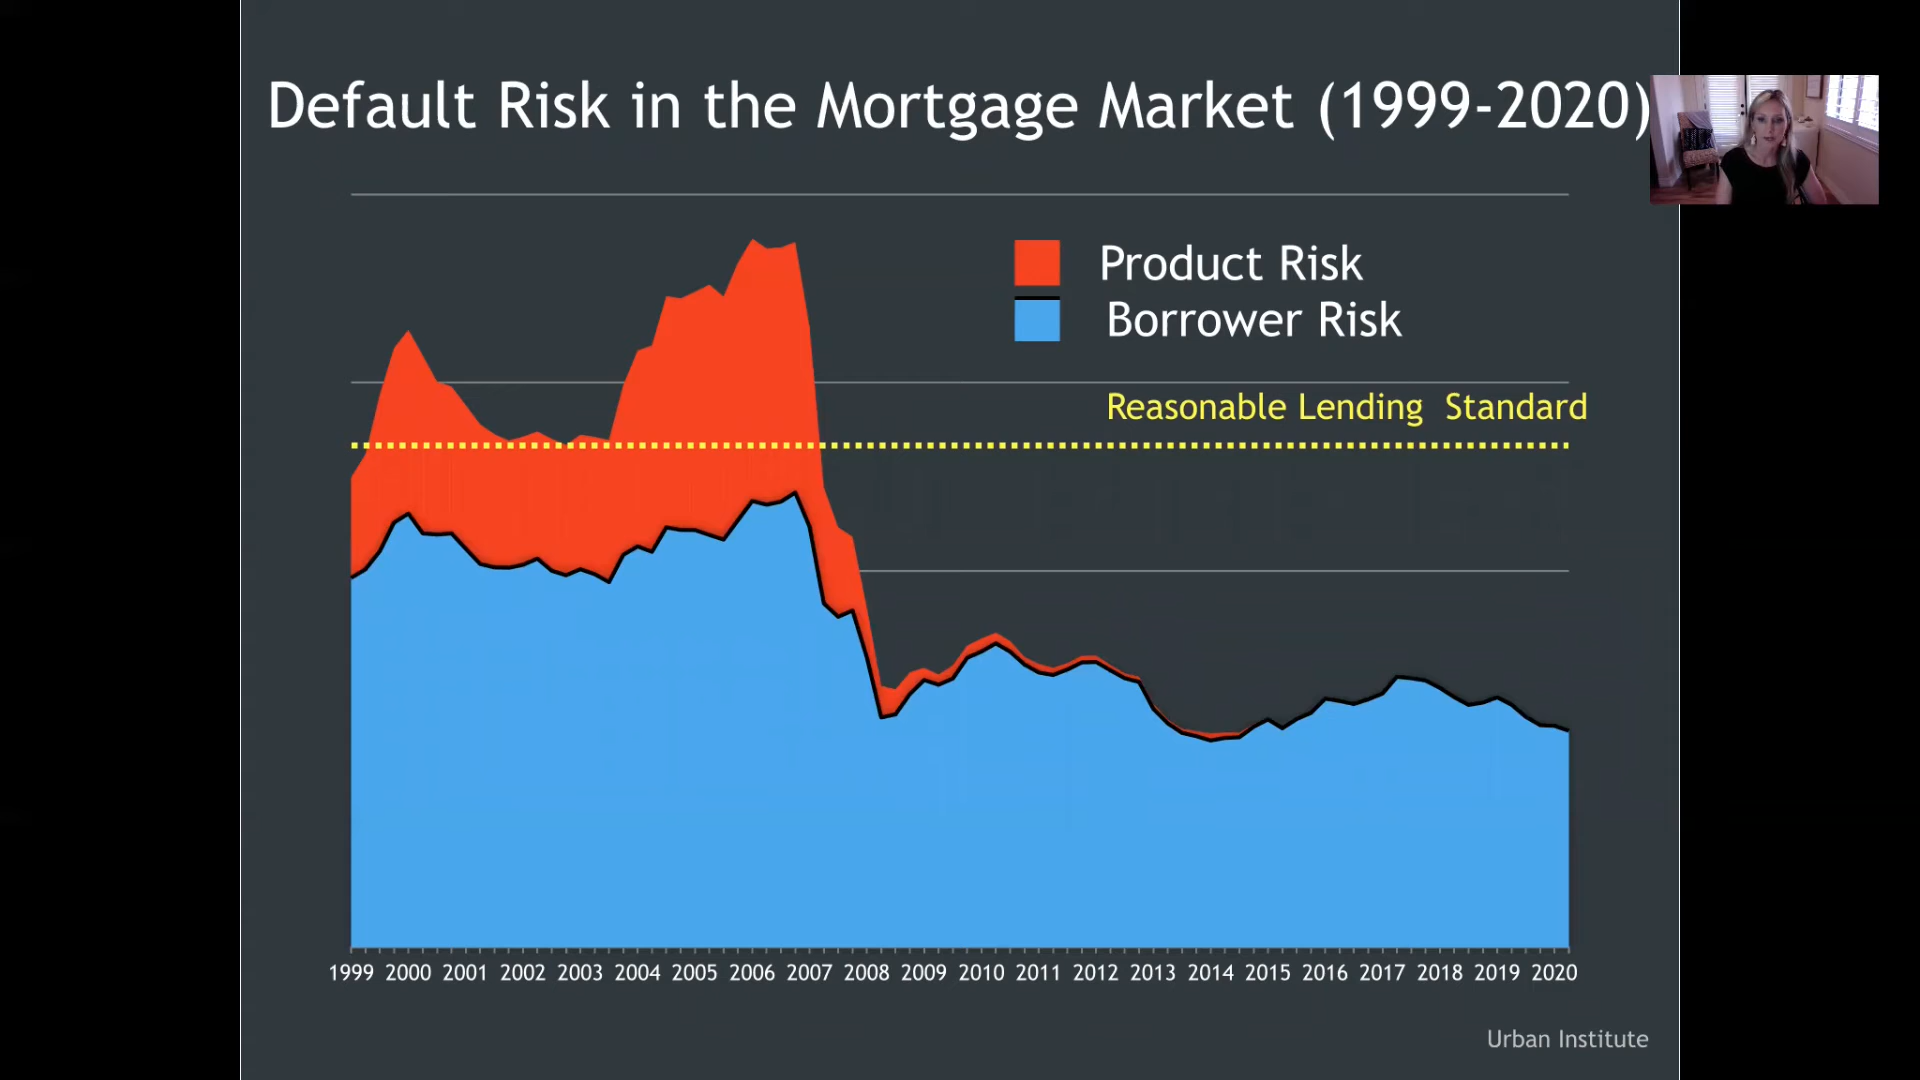 Default Risk in the Mortgage Market (1999-2020)
Product Risk
Borrower Risk
Reasonable Lending Standard
1999 2000 2001 2002 2003 2004 2005 2006 2007 2008 2009 2010 2011 2012 2013 2014 2015 2016 2017 2018 2019 2020
Urban Institute